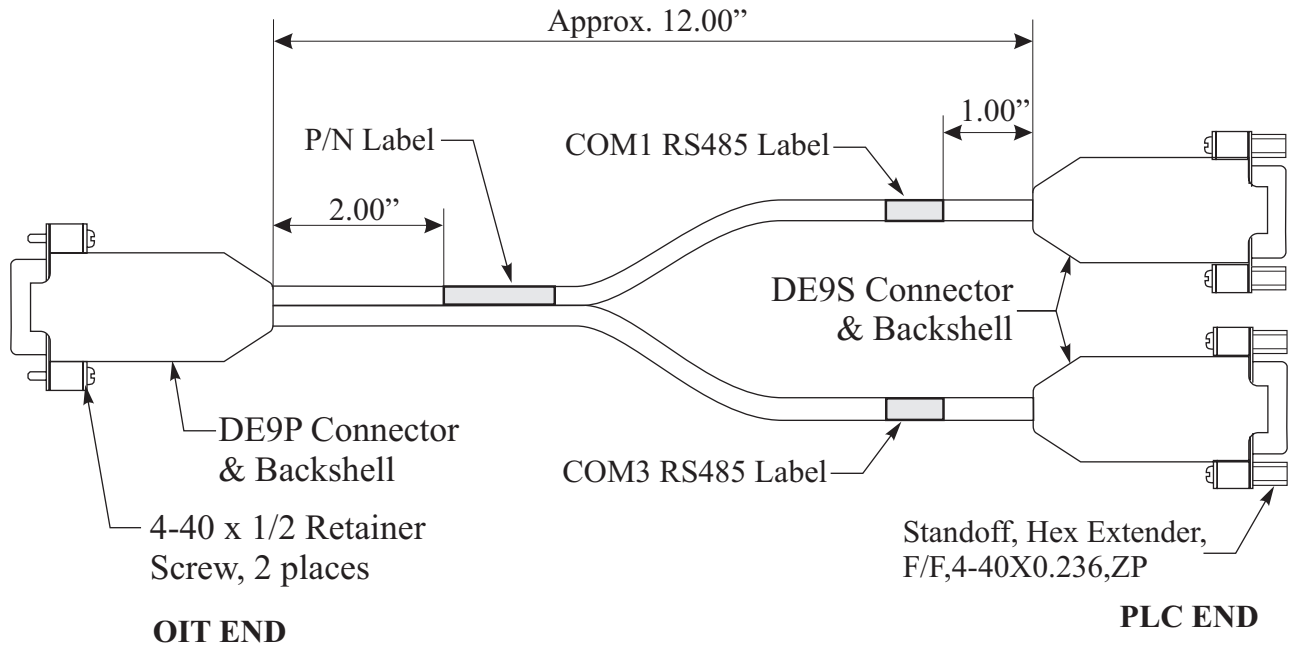 Approx. 12.00”
1.00”
P/N Label
COM1 RS485 Label
2.00”
DE9S Connector
& Backshell
DE9P Connector
& Backshell
COM3 RS485 Label
4-40 x 1/2 Retainer
Screw, 2 places
Standoff, Hex Extender,
F/F,4-40X0.236,ZP
OIT END
PLC END